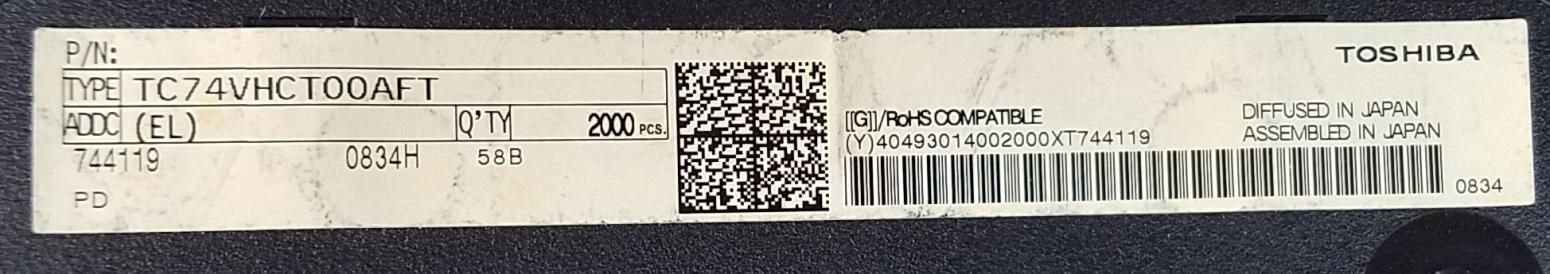 P/N:
TYPE TC74VHCT00AFT
ADDC (EL) Q'TY 2000 PCS.
744119 0834H 58B
PD
TOSHIBA
[[G]]/RoHS COMPATIBLE
(Y)40493014002000XT744119
DIFFUSED IN JAPAN
ASSEMBLED IN JAPAN
0834